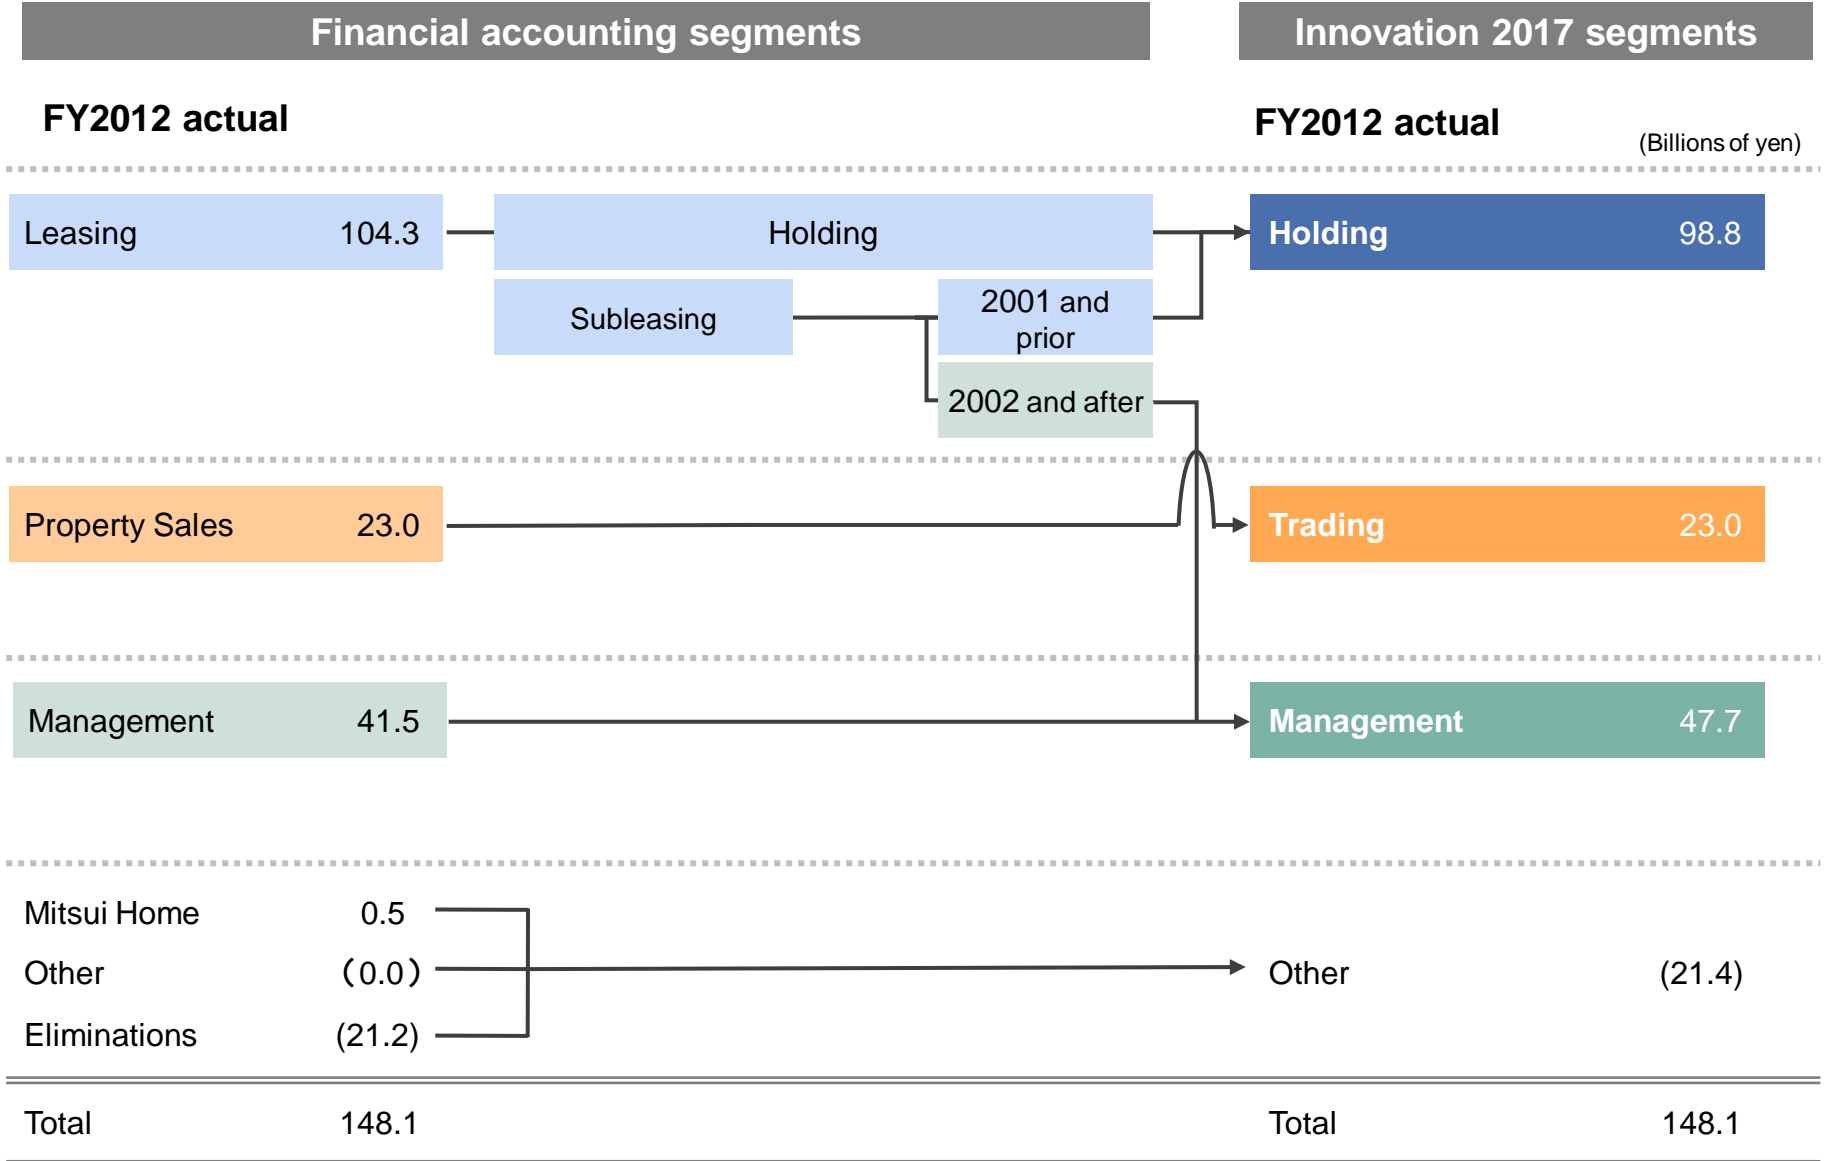 Financial accounting segments
Innovation 2017 segments
FY2012 actual
FY2012 actual
(Billions of yen)
Leasing 104.3
Holding
Holding 98.8
Subleasing
2001 and
prior
2002 and after
Property Sales 23.0
Trading 23.0
Management 41.5
Management 47.7
Mitsui Home 0.5
Other (0.0)
Other (21.4)
Eliminations (21.2)
Total 148.1
Total 148.1